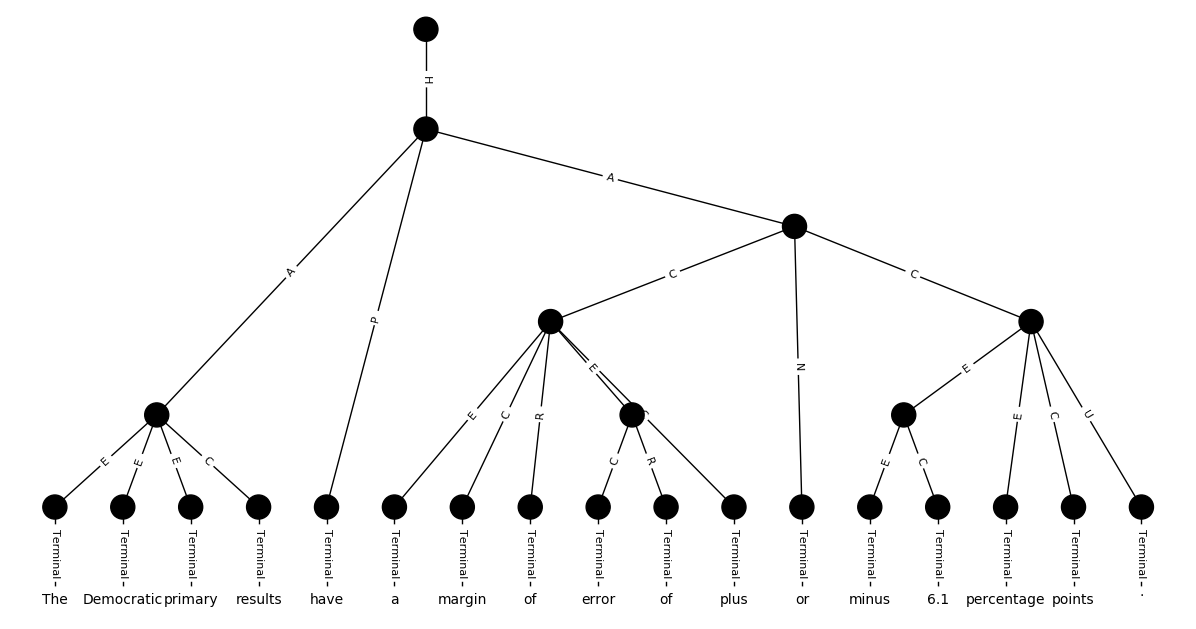 H
A
A
C
C
P
E
N
E
E
C
R
C
E
C
U
E
E
E
C
C
R
E
C
Terminal Terminal Terminal Terminal Terminal Terminal Terminal Terminal Terminal Terminal Terminal Terminal Terminal Terminal Terminal Terminal Terminal
The Democratic primary results have a margin of error of plus or minus 6.1 percentage points .